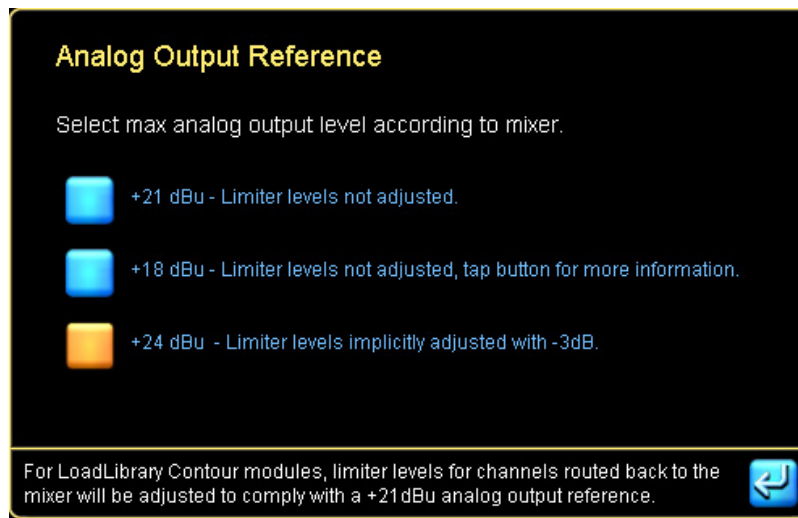 Analog Output Reference
Select max analog output level according to mixer.
+21 dBu - Limiter levels not adjusted.
+18 dBu - Limiter levels not adjusted, tap button for more information.
+24 dBu - Limiter levels implicitly adjusted with -3dB.
For LoadLibrary Contour modules, limiter levels for channels routed back to the
mixer will be adjusted to comply with a +21dBu analog output reference.